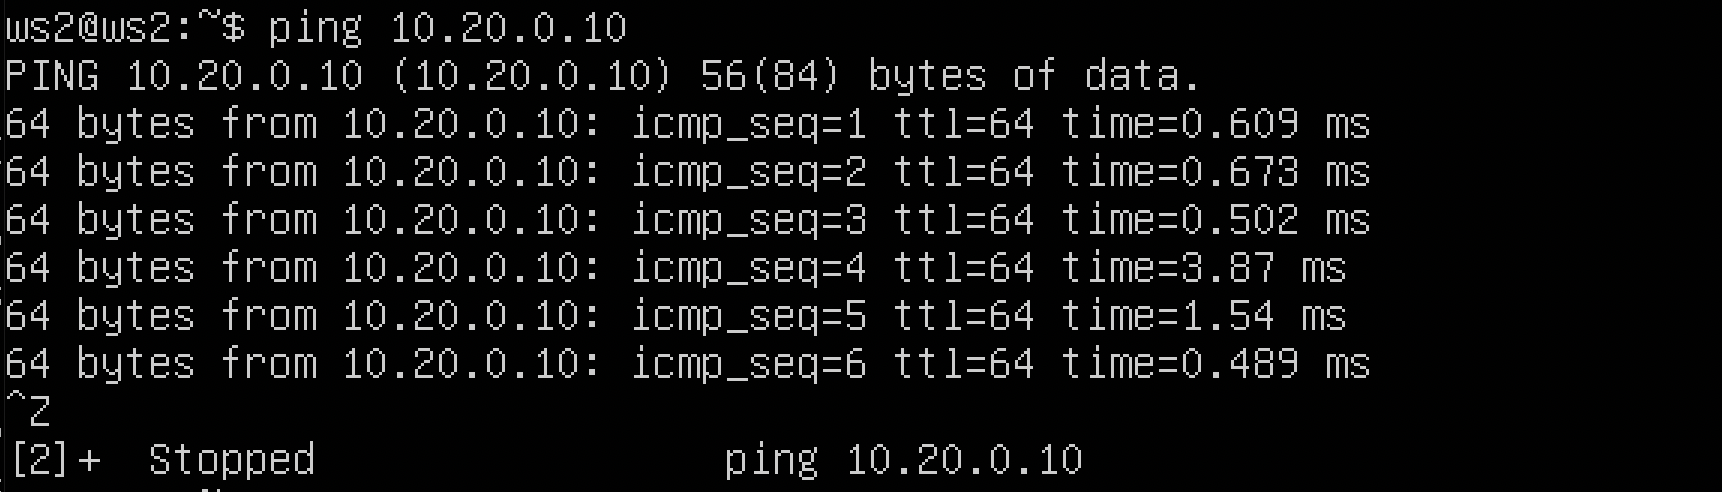 ws2@ws2:~$ ping 10.20.0.10
PING 10.20.0.10 (10.20.0.10) 56(84) bytes of data.
64 bytes from 10.20.0.10: icmp_seq=1 ttl=64 time=0.609 ms
64 bytes from 10.20.0.10: icmp_seq=2 ttl=64 time=0.673 ms
64 bytes from 10.20.0.10: icmp_seq=3 ttl=64 time=0.502 ms
64 bytes from 10.20.0.10: icmp_seq=4 ttl=64 time=3.87 ms
64 bytes from 10.20.0.10: icmp_seq=5 ttl=64 time=1.54 ms
64 bytes from 10.20.0.10: icmp_seq=6 ttl=64 time=0.489 ms
^Z
[2]+  Stopped                 ping 10.20.0.10